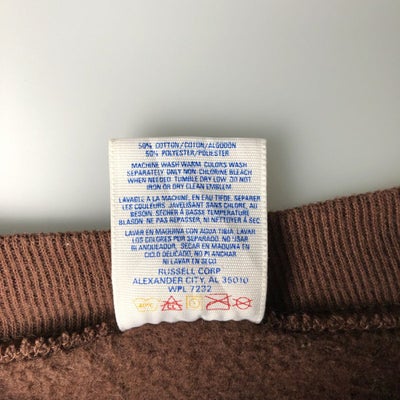 50% COTTON/COTON/ALGODON
50% POLYESTER/POLIESTER
MACHINE WASH WARM. COLORS WASH
SEPARATELY. ONLY NON-CHLORINE BLEACH
WHEN NEEDED. TUMBLE DRY LOW. DO NOT
IRON OR DRY CLEAN EMBLEM.
LAVABLE A LA MACHINE, EN EAU TIEDE. SEPARER
LES COULEURS. JAVELISANT SANS CHLORE, AU
BESOIN. SECHER A BASSE TEMPERATURE
BLASON, NE PAS REPASSER, NI NETTOYER A SEC.
LAVAR EN MAQUINA CON AQUA TIBIA. LAVAR
LOS COLORES POR SEPARADO. NO USAR
BLANQUEADOR. SECAR EN MAQUINA EN
CICLO DELICADO, NO PLANCHAR
NI LAVAR EN SECO
RUSSELL CORP
ALEXANDER CITY, AL 35010
WPL 7232